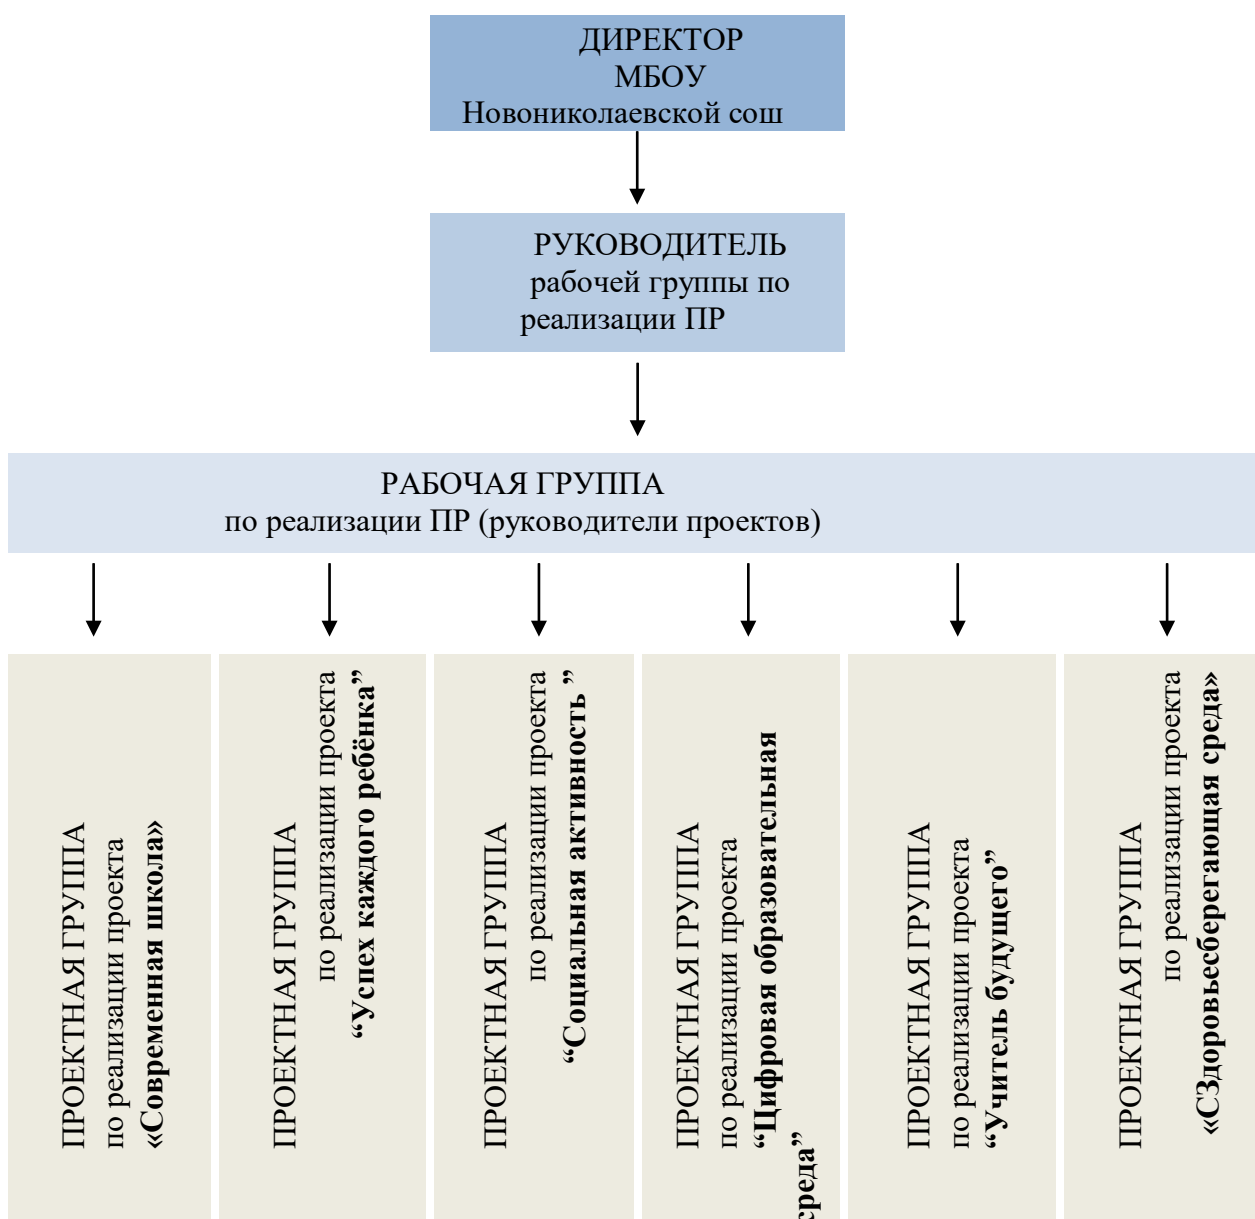 ДИРЕКТОР
МБОУ
Новониколаевской сош
РУКОВОДИТЕЛЬ
рабочей группы по
реализации ПР
РАБОЧАЯ ГРУППА
по реализации ПР (руководители проектов)
ПРОЕКТНАЯ ГРУППА
по реализации проекта
«Современная школа»
ПРОЕКТНАЯ ГРУППА
по реализации проекта
“Успех каждого ребёнка”
ПРОЕКТНАЯ ГРУППА
по реализации проекта
“Социальная активность ”
ПРОЕКТНАЯ ГРУППА
по реализации проекта
“Цифровая образовательная
среда”
ПРОЕКТНАЯ ГРУППА
по реализации проекта
“Учитель будущего”
ПРОЕКТНАЯ ГРУППА
по реализации проекта
«СЗдоровьесберегающая среда»